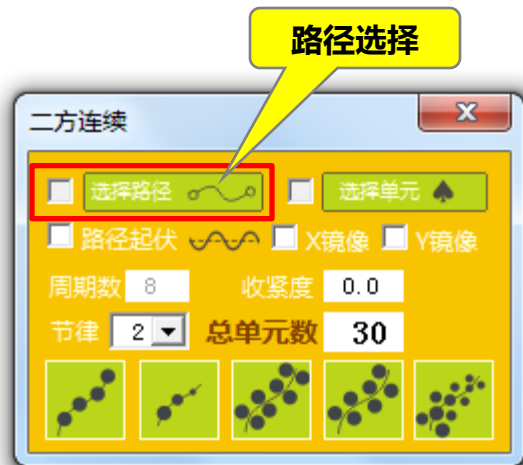 路径选择
二方连续
选择路径 选择单元
路径起伏 X镜像 Y镜像
周期数 8 收紧度 0.0
节律 2 总单元数 30